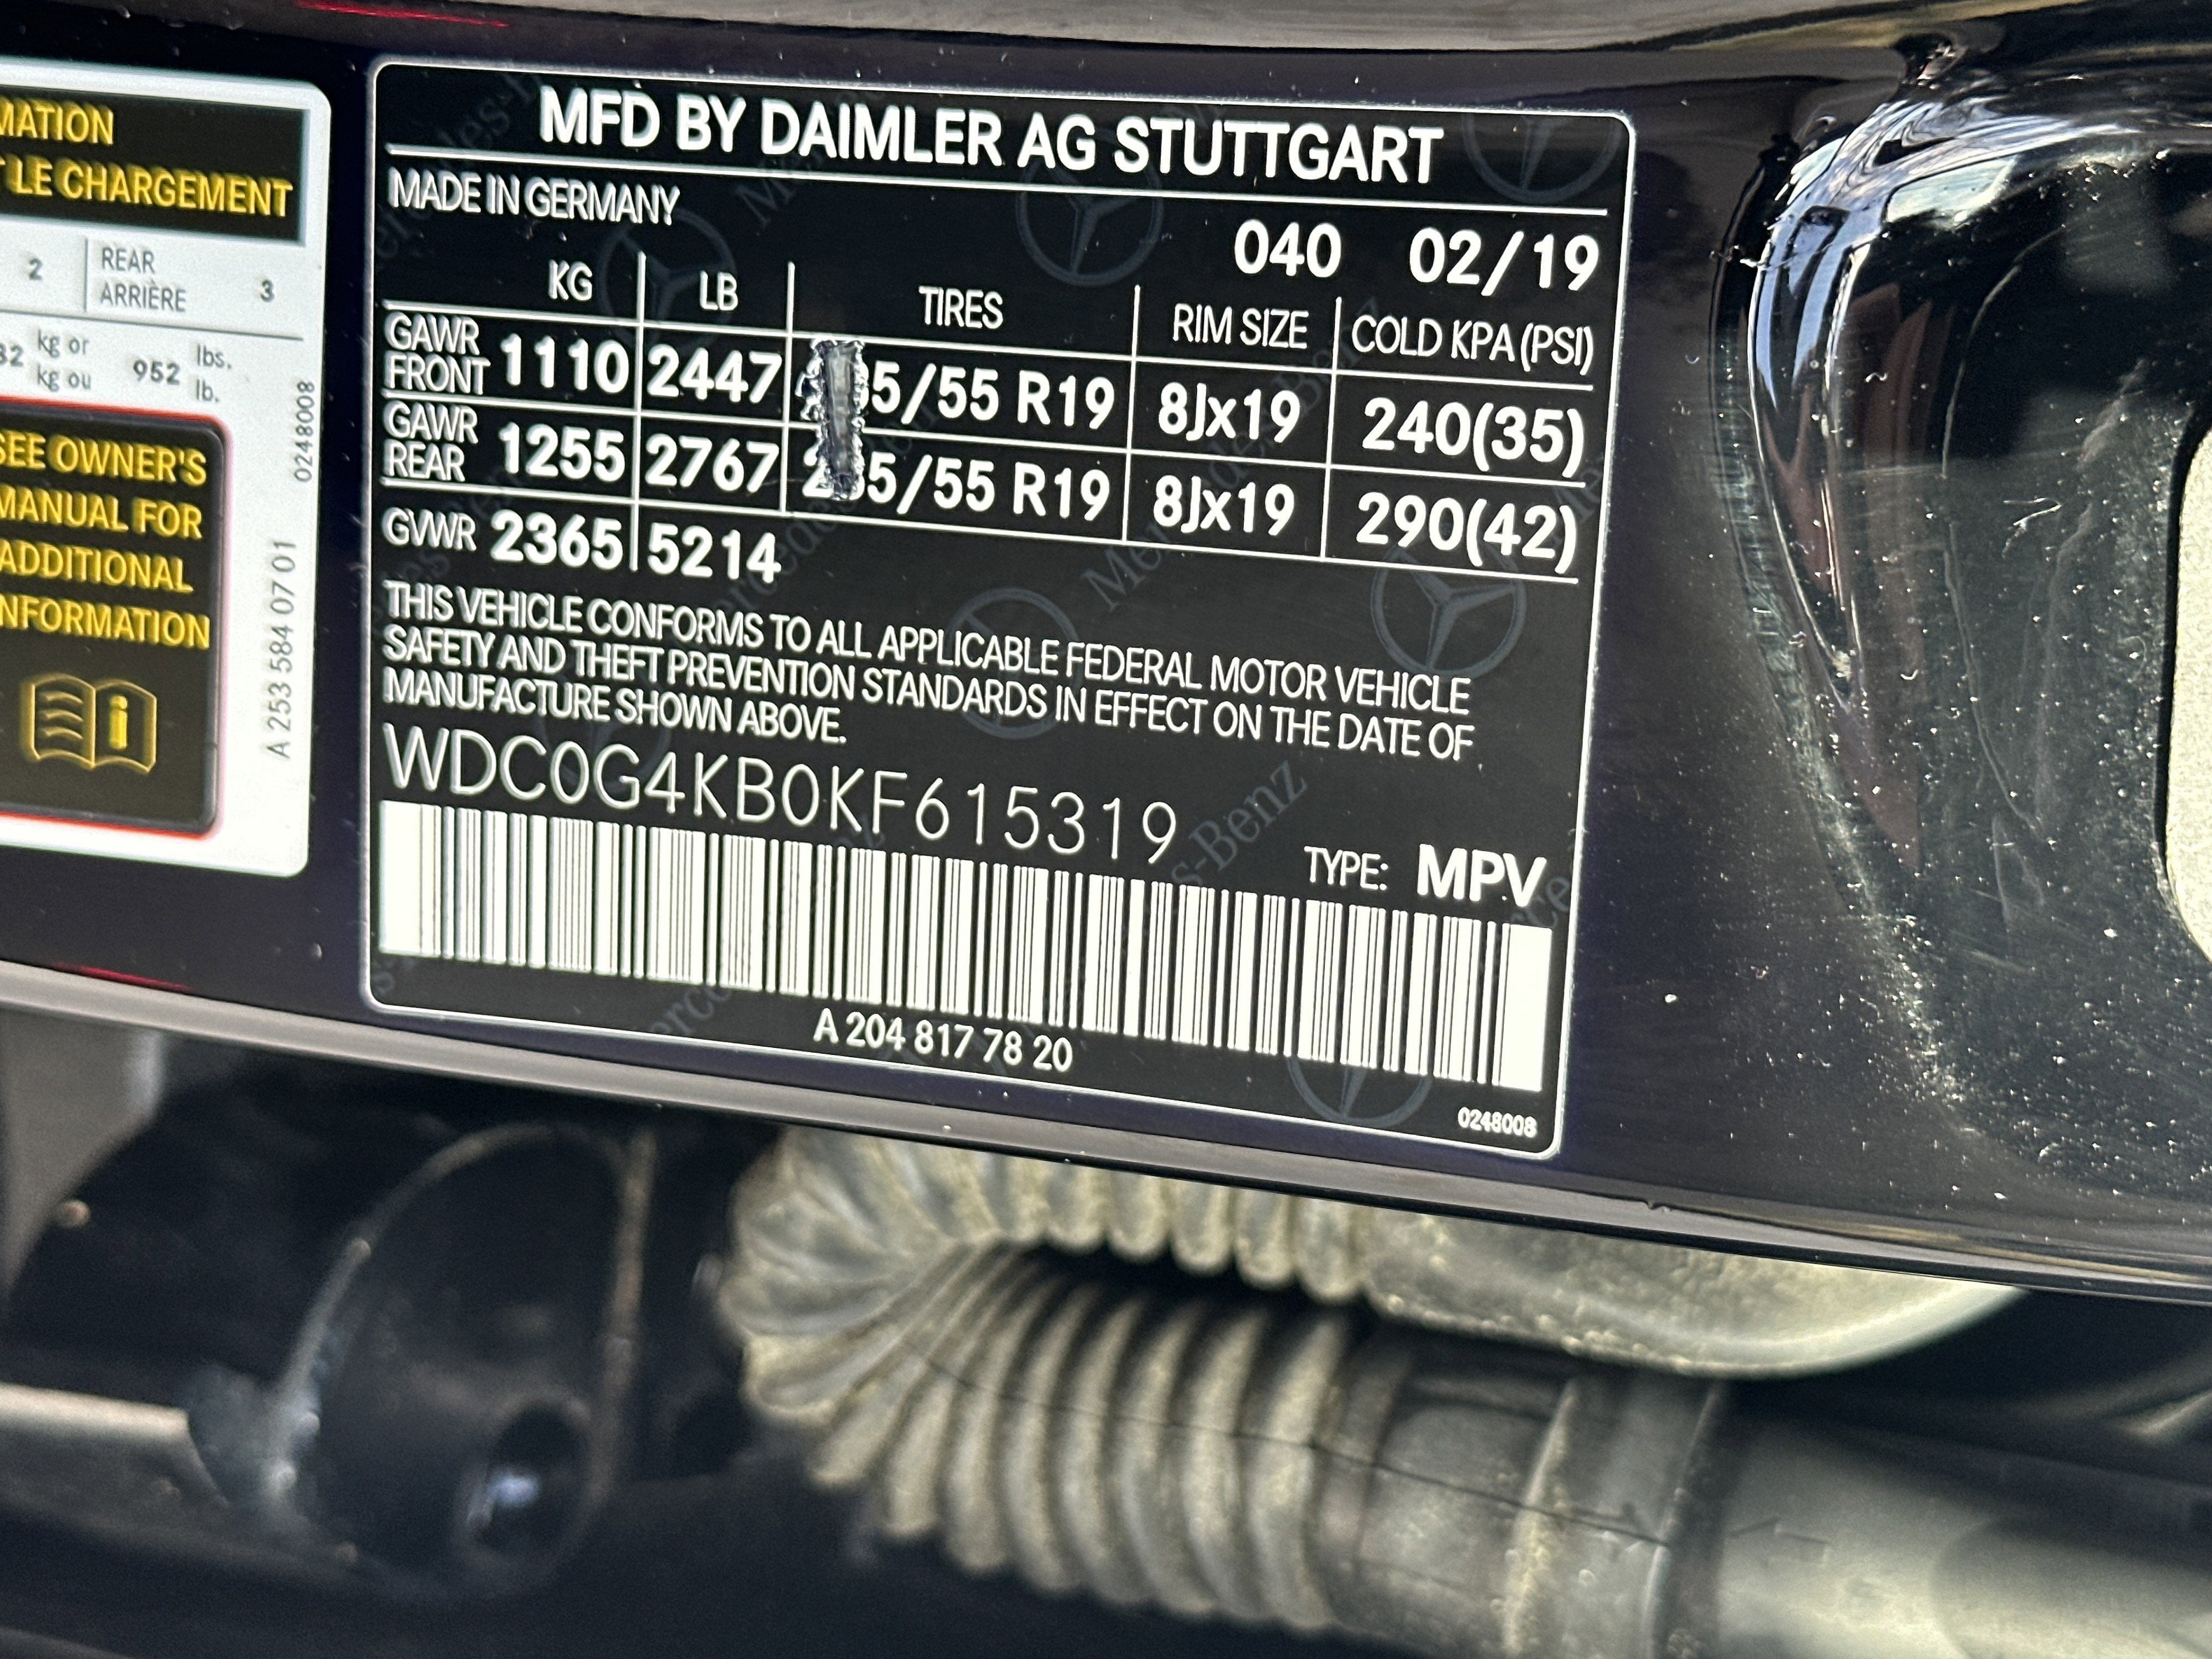 MATION
LE CHARGEMENT
2 REAR ARRIÈRE 3
kg or kg ou 952 lbs. lb.
0248008
SEE OWNER'S
MANUAL FOR
ADDITIONAL
INFORMATION
A 253 584 07 01
MFD BY DAIMLER AG STUTTGART
MADE IN GERMANY
040 02/19
KG LB TIRES RIM SIZE COLD KPA (PSI)
GAWR FRONT 1110 2447 5/55 R19 8Jx19 240(35)
GAWR REAR 1255 2767 5/55 R19 8Jx19 290(42)
GVWR 2365 5214
THIS VEHICLE CONFORMS TO ALL APPLICABLE FEDERAL MOTOR VEHICLE
SAFETY AND THEFT PREVENTION STANDARDS IN EFFECT ON THE DATE OF
MANUFACTURE SHOWN ABOVE.
WDC0G4KB0KF615319
TYPE: MPV
A 204 817 78 20
0248008